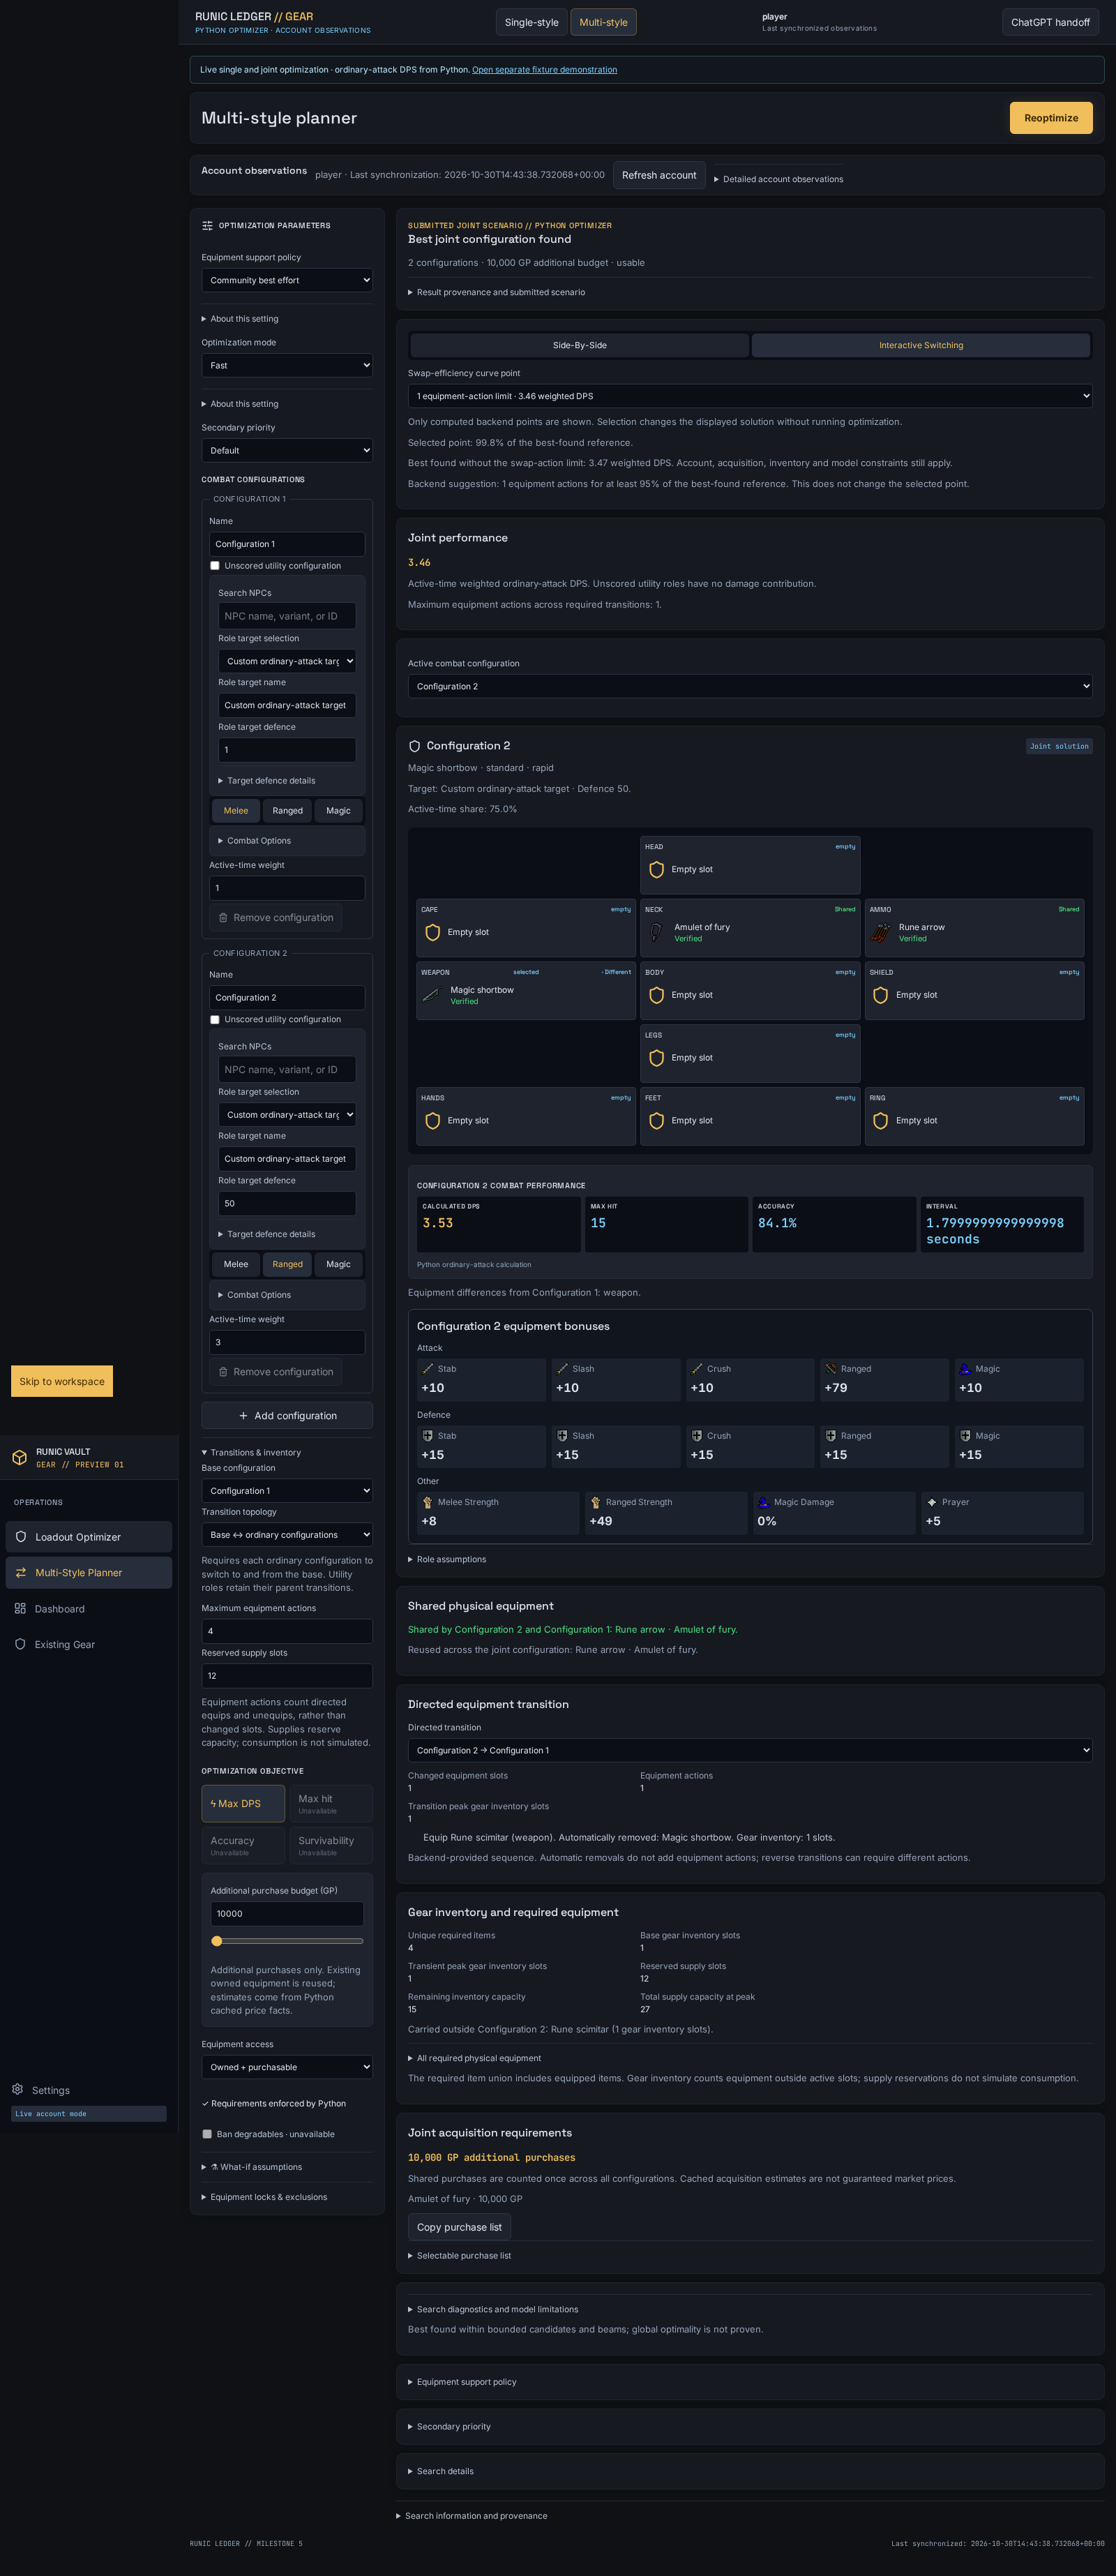 RUNIC LEDGER // GEAR
PYTHON OPTIMIZER · ACCOUNT OBSERVATIONS
Single-style
Multi-style
player
Last synchronized observations
ChatGPT handoff
Live single and joint optimization · ordinary-attack DPS from Python. Open separate fixture demonstration
Multi-style planner
Reoptimize
Account observations
player · Last synchronization: 2026-10-30T14:43:38.732068+00:00
Refresh account
Detailed account observations
Skip to workspace
RUNIC VAULT
GEAR // PREVIEW 01
OPERATIONS
Loadout Optimizer
Multi-Style Planner
Dashboard
Existing Gear
Settings
Live account mode
OPTIMIZATION PARAMETERS
Equipment support policy
Community best effort
About this setting
Optimization mode
Fast
About this setting
Secondary priority
Default
COMBAT CONFIGURATIONS
CONFIGURATION 1
Name
Configuration 1
Unscored utility configuration
Search NPCs
NPC name, variant, or ID
Role target selection
Custom ordinary-attack targ
Role target name
Custom ordinary-attack target
Role target defence
1
Target defence details
Melee
Ranged
Magic
Combat Options
Active-time weight
1
Remove configuration
CONFIGURATION 2
Name
Configuration 2
Unscored utility configuration
Search NPCs
NPC name, variant, or ID
Role target selection
Custom ordinary-attack targ
Role target name
Custom ordinary-attack target
Role target defence
50
Target defence details
Melee
Ranged
Magic
Combat Options
Active-time weight
3
Remove configuration
+ Add configuration
Transitions & inventory
Base configuration
Configuration 1
Transition topology
Base ↔ ordinary configurations
Requires each ordinary configuration to
switch to and from the base. Utility
roles retain their parent transitions.
Maximum equipment actions
4
Reserved supply slots
12
Equipment actions count directed
equips and unequips, rather than
changed slots. Supplies reserve
capacity; consumption is not simulated.
OPTIMIZATION OBJECTIVE
ϟ Max DPS
Max hit
Unavailable
Accuracy
Unavailable
Survivability
Unavailable
Additional purchase budget (GP)
10000
Additional purchases only. Existing
owned equipment is reused;
estimates come from Python
cached price facts.
Equipment access
Owned + purchasable
✓ Requirements enforced by Python
Ban degradables · unavailable
⚗ What-if assumptions
Equipment locks & exclusions
SUBMITTED JOINT SCENARIO // PYTHON OPTIMIZER
Best joint configuration found
2 configurations · 10,000 GP additional budget · usable
Result provenance and submitted scenario
Side-By-Side
Interactive Switching
Swap-efficiency curve point
1 equipment-action limit · 3.46 weighted DPS
Only computed backend points are shown. Selection changes the displayed solution without running optimization.
Selected point: 99.8% of the best-found reference.
Best found without the swap-action limit: 3.47 weighted DPS. Account, acquisition, inventory and model constraints still apply.
Backend suggestion: 1 equipment actions for at least 95% of the best-found reference. This does not change the selected point.
Joint performance
3.46
Active-time weighted ordinary-attack DPS. Unscored utility roles have no damage contribution.
Maximum equipment actions across required transitions: 1.
Active combat configuration
Configuration 2
Configuration 2
Joint solution
Magic shortbow · standard · rapid
Target: Custom ordinary-attack target · Defence 50.
Active-time share: 75.0%
HEAD empty
Empty slot
CAPE empty
Empty slot
NECK Shared
Amulet of fury
Verified
AMMO Shared
Rune arrow
Verified
WEAPON selected · Different
Magic shortbow
Verified
BODY empty
Empty slot
SHIELD empty
Empty slot
LEGS empty
Empty slot
HANDS empty
Empty slot
FEET empty
Empty slot
RING empty
Empty slot
CONFIGURATION 2 COMBAT PERFORMANCE
CALCULATED DPS
3.53
MAX HIT
15
ACCURACY
84.1%
INTERVAL
1.7999999999999998
seconds
Python ordinary-attack calculation
Equipment differences from Configuration 1: weapon.
Configuration 2 equipment bonuses
Attack
Stab
+10
Slash
+10
Crush
+10
Ranged
+79
Magic
+10
Defence
Stab
+15
Slash
+15
Crush
+15
Ranged
+15
Magic
+15
Other
Melee Strength
+8
Ranged Strength
+49
Magic Damage
0%
Prayer
+5
Role assumptions
Shared physical equipment
Shared by Configuration 2 and Configuration 1: Rune arrow · Amulet of fury.
Reused across the joint configuration: Rune arrow · Amulet of fury.
Directed equipment transition
Directed transition
Configuration 2 → Configuration 1
Changed equipment slots
1
Equipment actions
1
Transition peak gear inventory slots
1
Equip Rune scimitar (weapon). Automatically removed: Magic shortbow. Gear inventory: 1 slots.
Backend-provided sequence. Automatic removals do not add equipment actions; reverse transitions can require different actions.
Gear inventory and required equipment
Unique required items
4
Base gear inventory slots
1
Transient peak gear inventory slots
1
Reserved supply slots
12
Remaining inventory capacity
15
Total supply capacity at peak
27
Carried outside Configuration 2: Rune scimitar (1 gear inventory slots).
All required physical equipment
The required item union includes equipped items. Gear inventory counts equipment outside active slots; supply reservations do not simulate consumption.
Joint acquisition requirements
10,000 GP additional purchases
Shared purchases are counted once across all configurations. Cached acquisition estimates are not guaranteed market prices.
Amulet of fury · 10,000 GP
Copy purchase list
Selectable purchase list
Search diagnostics and model limitations
Best found within bounded candidates and beams; global optimality is not proven.
Equipment support policy
Secondary priority
Search details
Search information and provenance
RUNIC LEDGER // MILESTONE 5
Last synchronized: 2026-10-30T14:43:38.732068+00:00